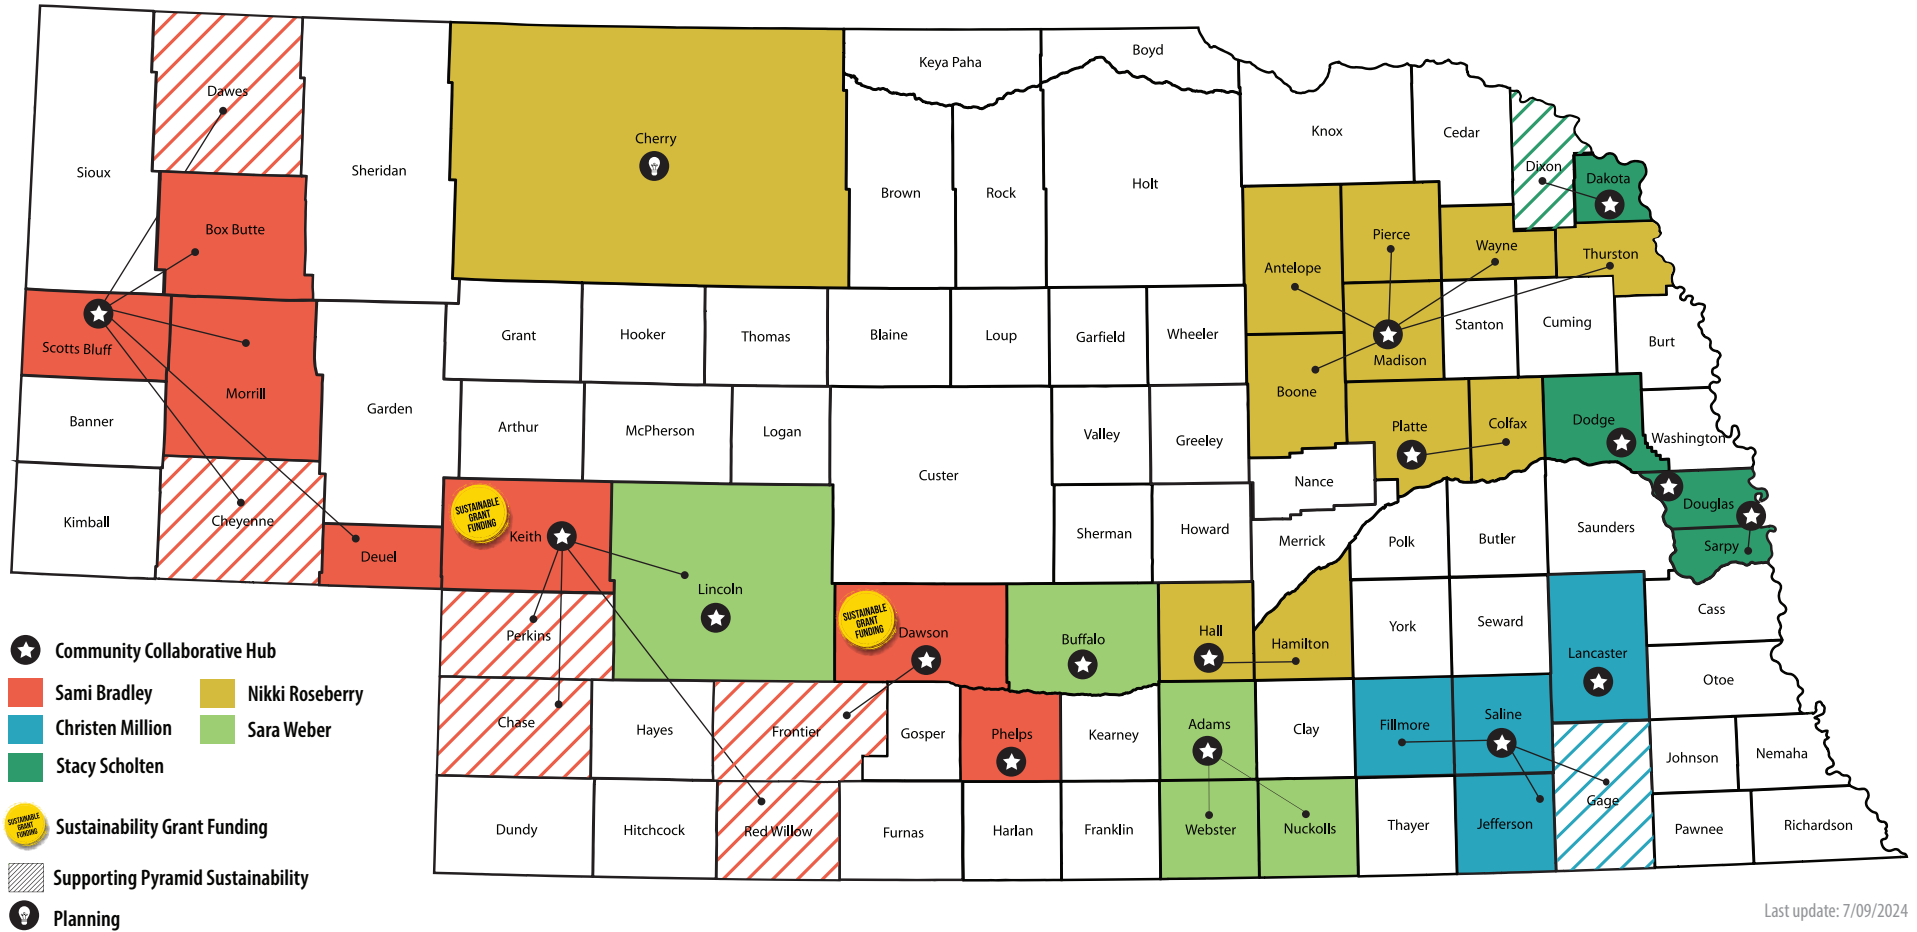 Dawes
Sioux
Sheridan
Box Butte
Cherry
Keya Paha
Boyd
Brown
Rock
Holt
Knox
Cedar
Dixon
Dakota
Antelope
Pierce
Wayne
Thurston
Scotts Bluff
Morrill
Banner
Kimball
Garden
Cheyenne
Deuel
Grant
Hooker
Thomas
Blaine
Loup
Garfield
Wheeler
Madison
Stanton
Cuming
Burt
Boone
Arthur
McPherson
Logan
Custer
Valley
Greeley
Platte
Colfax
Dodge
Washington
Nance
SUSTAINABLE
GRANT
FUNDING
Keith
Lincoln
Sherman
Howard
Merrick
Polk
Butler
Saunders
Douglas
Sarpy
Cass
Perkins
SUSTAINABLE
GRANT
FUNDING
Dawson
Buffalo
Hall
Hamilton
York
Seward
Lancaster
Otoe
Chase
Hayes
Frontier
Gosper
Phelps
Kearney
Adams
Clay
Fillmore
Saline
Gage
Johnson
Nemaha
Dundy
Hitchcock
Red Willow
Furnas
Harlan
Franklin
Webster
Nuckolls
Thayer
Jefferson
Pawnee
Richardson
Community Collaborative Hub
Sami Bradley
Nikki Roseberry
Christen Million
Sara Weber
Stacy Scholten
SUSTAINABLE
GRANT
FUNDING
Sustainability Grant Funding
Supporting Pyramid Sustainability
Planning
Last update: 7/09/2024